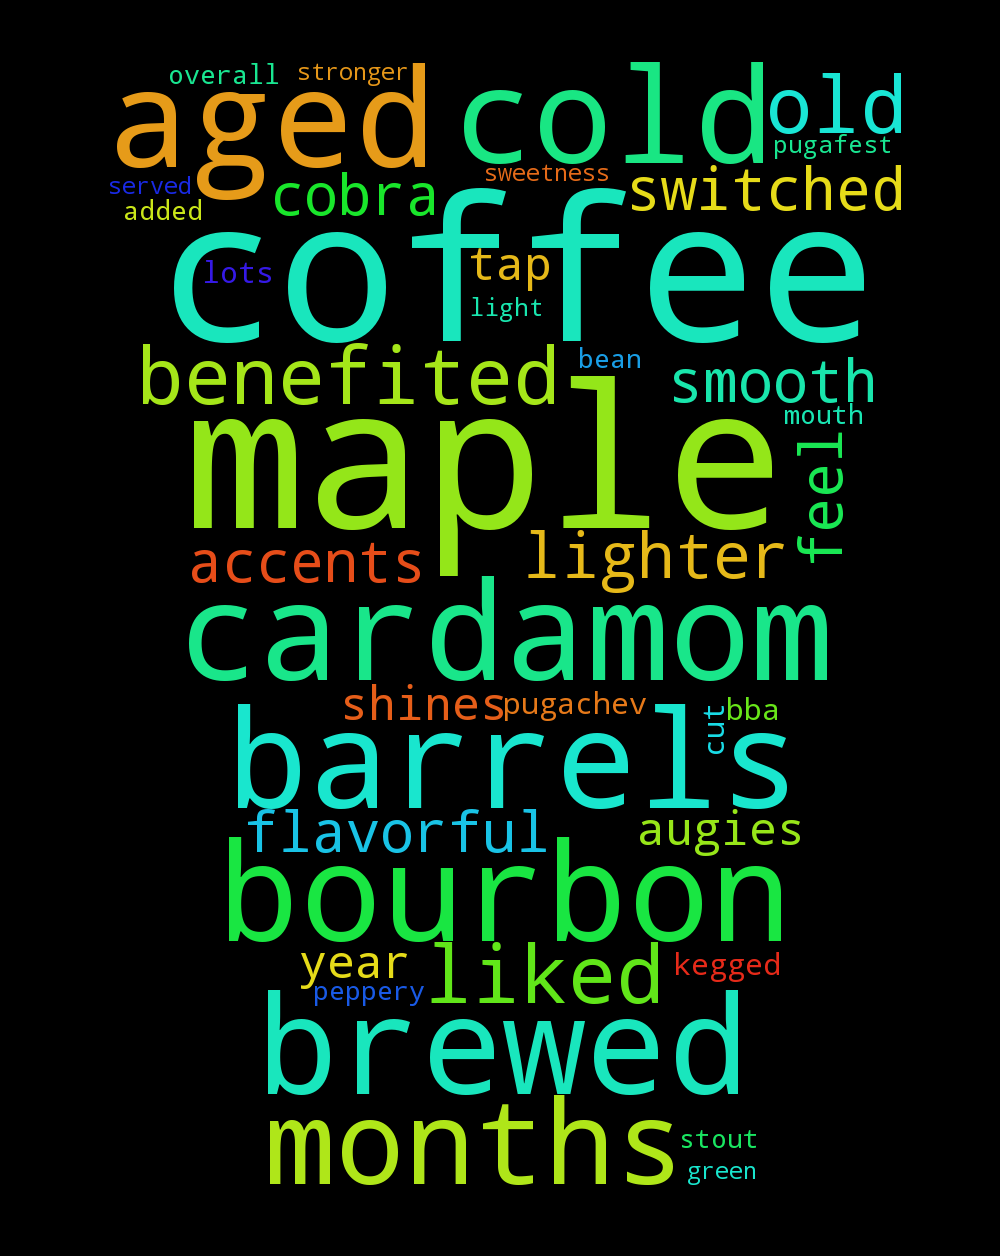 overall stronger
aged cold old
pugafest
served sweetness
added cobra switched
coffee
lots tap
light
benefited bean smooth
maple mouth
feel
accents lighter
cardamom
shines pugachev cut bba
barrels
flavorful augies
bourbon
year liked kegged
peppery
brewed
months stout
green